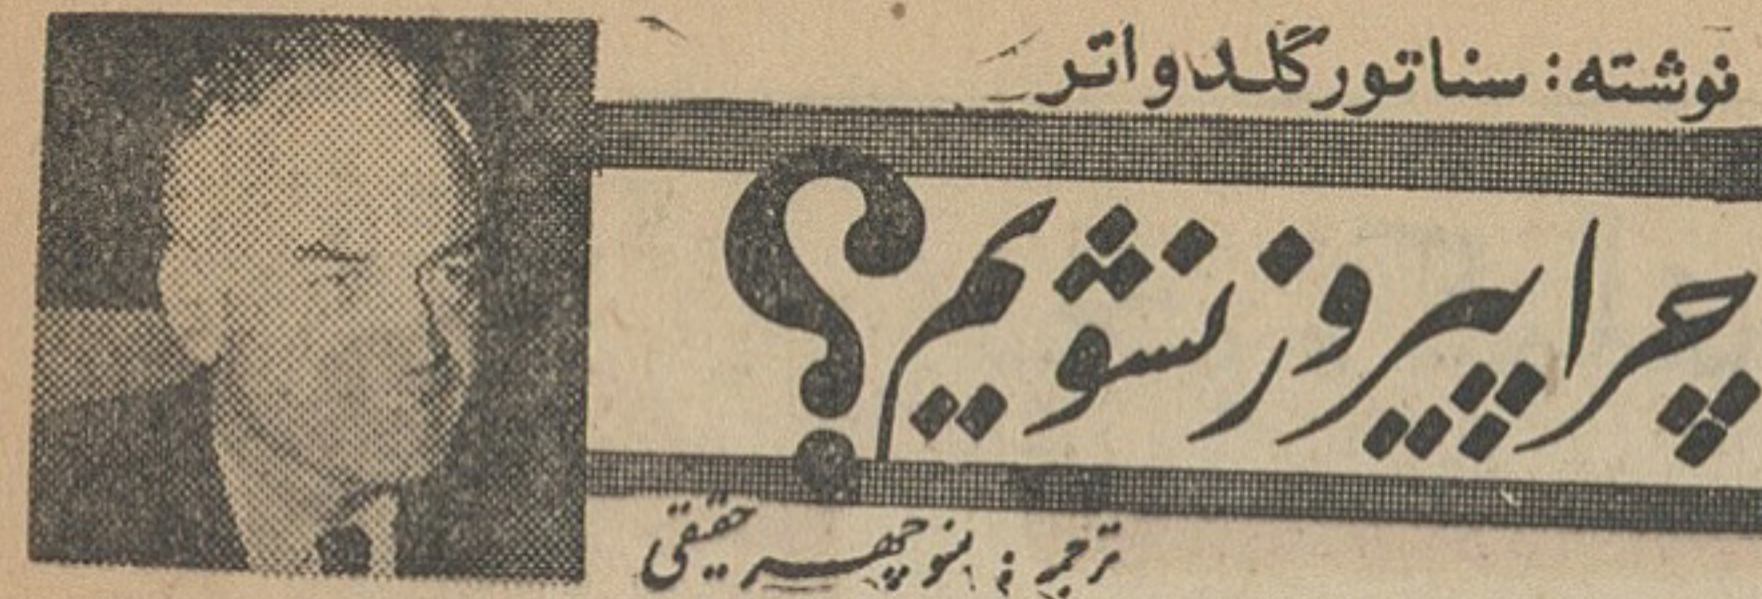 نوشته: سناتور گلدواتر
چرا پیروز نشویم؟
ترجمه: منوچهر حقیقی